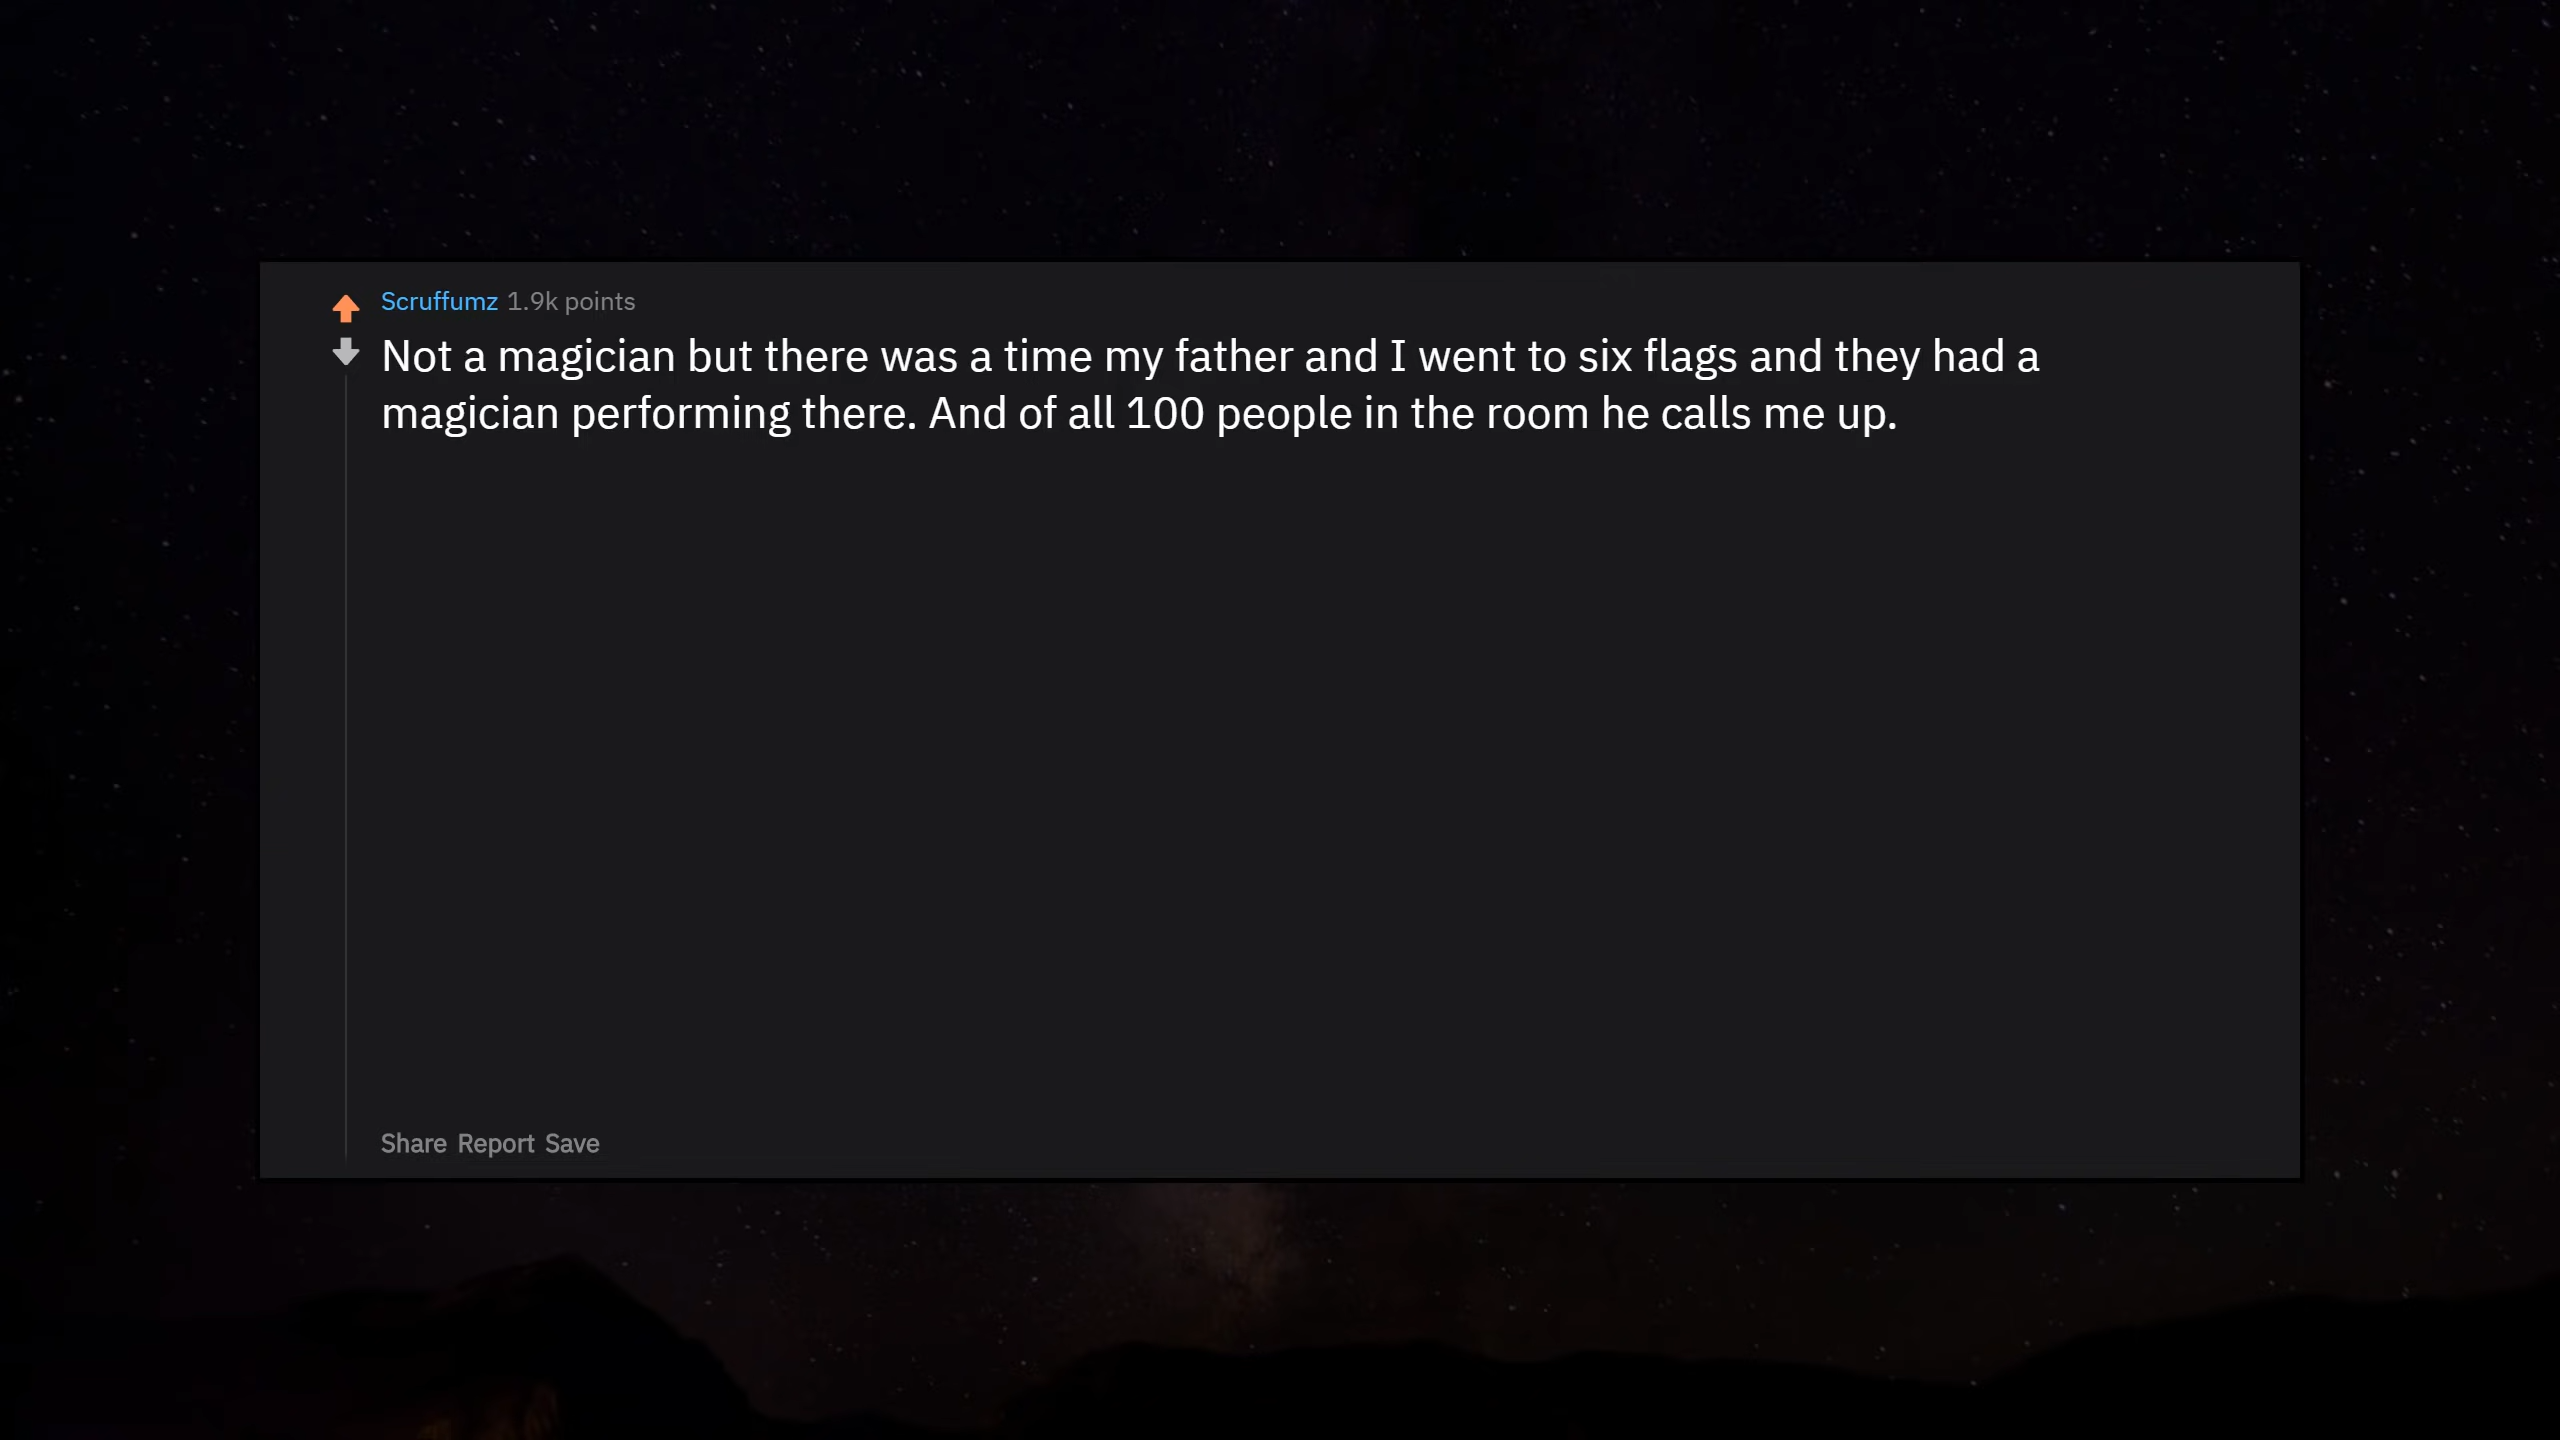 Scruffumz 1.9k points
Not a magician but there was a time my father and I went to six flags and they had a
magician performing there. And of all 100 people in the room he calls me up.
Share Report Save